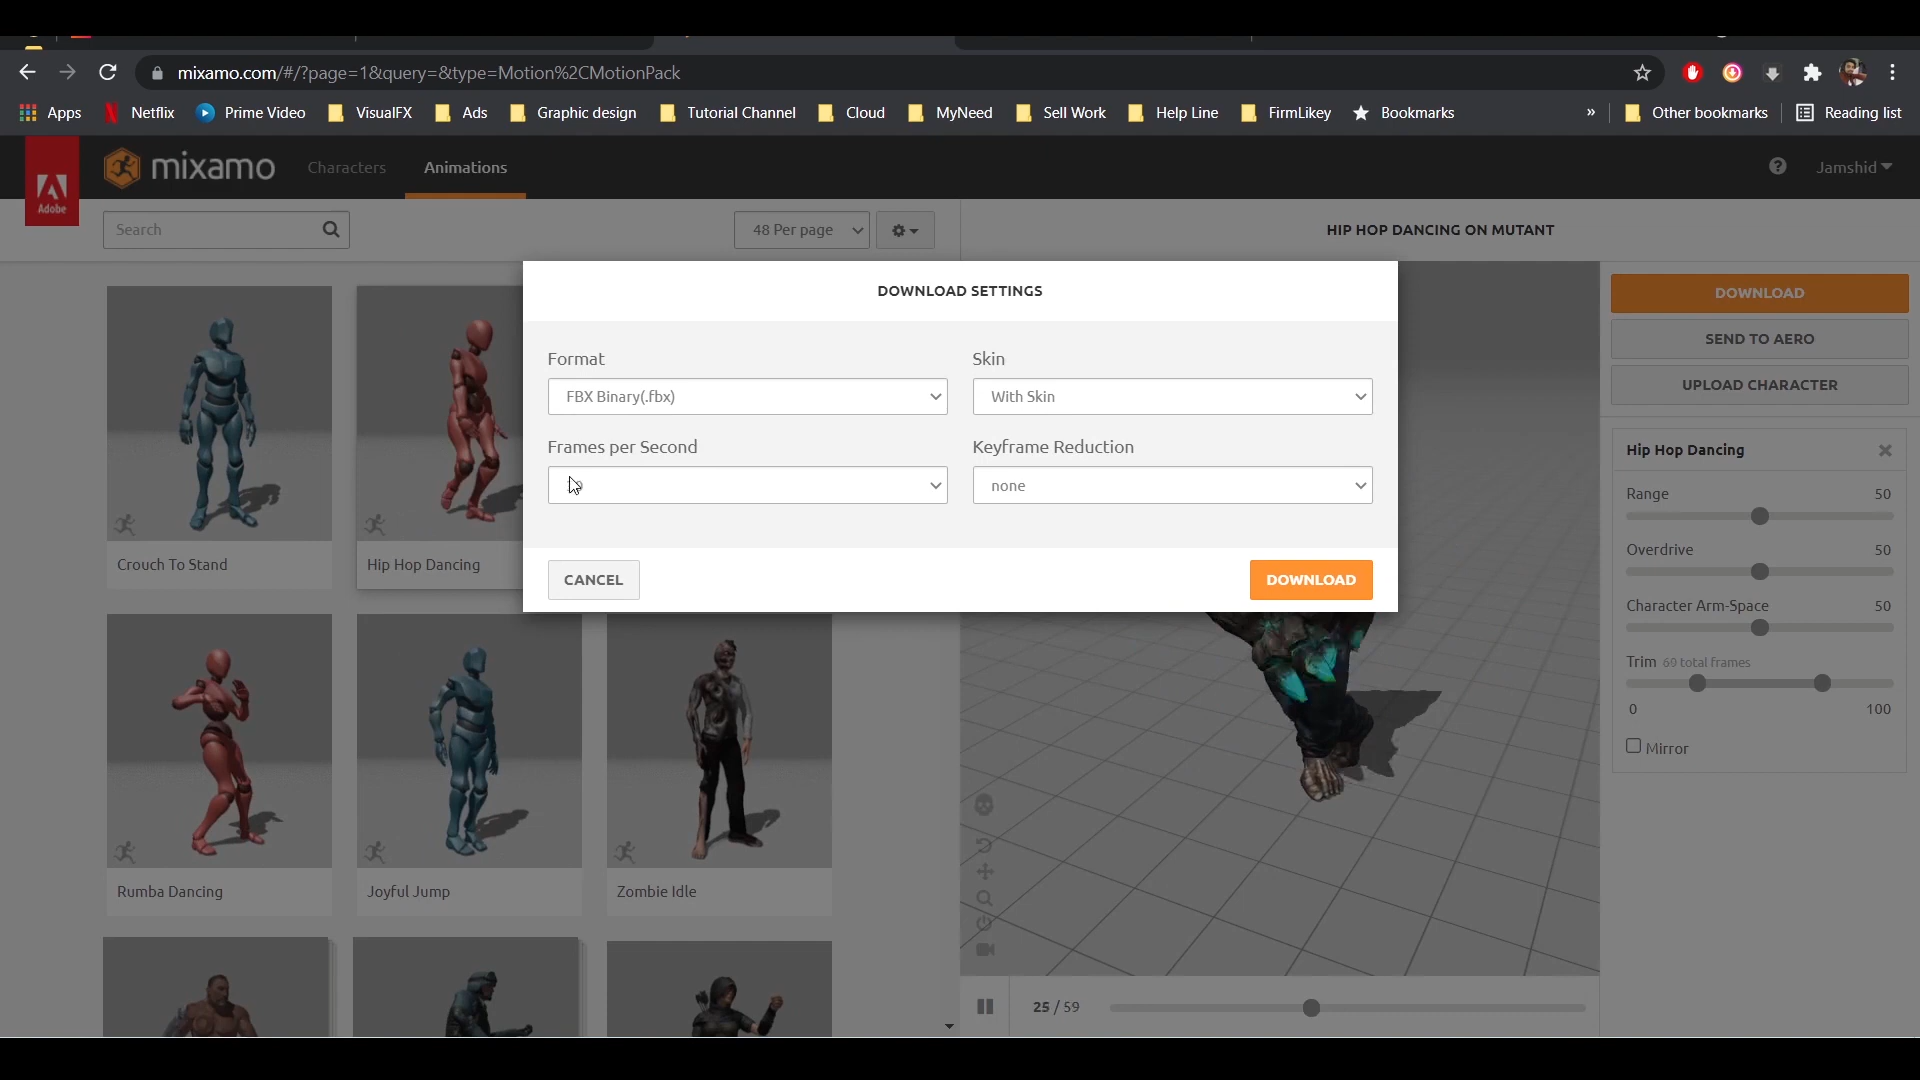 mixamo.com/#/?page=1&query=&type=Motion%2CMotionPack
Apps Netflix Prime Video VisualFX Ads Graphic design Tutorial Channel Cloud MyNeed Sell Work Help Line FirmLikey Bookmarks » Other bookmarks Reading list
Adobe
mixamo Characters Animations ? Jamshid
Search 48 Per page
HIP HOP DANCING ON MUTANT
DOWNLOAD SETTINGS
Format Skin
FBX Binary(.fbx) With Skin
Frames per Second Keyframe Reduction
none
CANCEL DOWNLOAD
DOWNLOAD
SEND TO AERO
UPLOAD CHARACTER
Hip Hop Dancing
Range 50
Overdrive 50
Character Arm-Space 50
Trim 69 total frames
0 100
Mirror
Crouch To Stand Hip Hop Dancing
Rumba Dancing Joyful Jump Zombie Idle
25 / 59